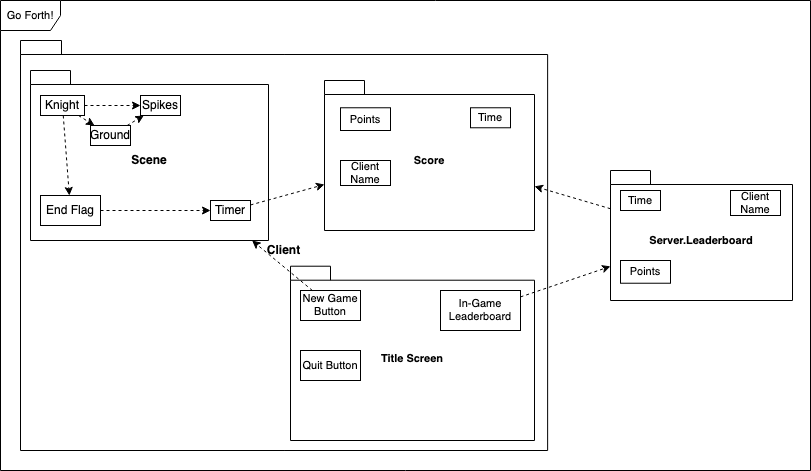 Go Forth!
Knight
Spikes
Ground
Scene
End Flag
Timer
Points
Time
Client
Name
Score
Time
Client
Name
Server.Leaderboard
Points
Client
New Game
Button
In-Game
Leaderboard
Quit Button
Title Screen